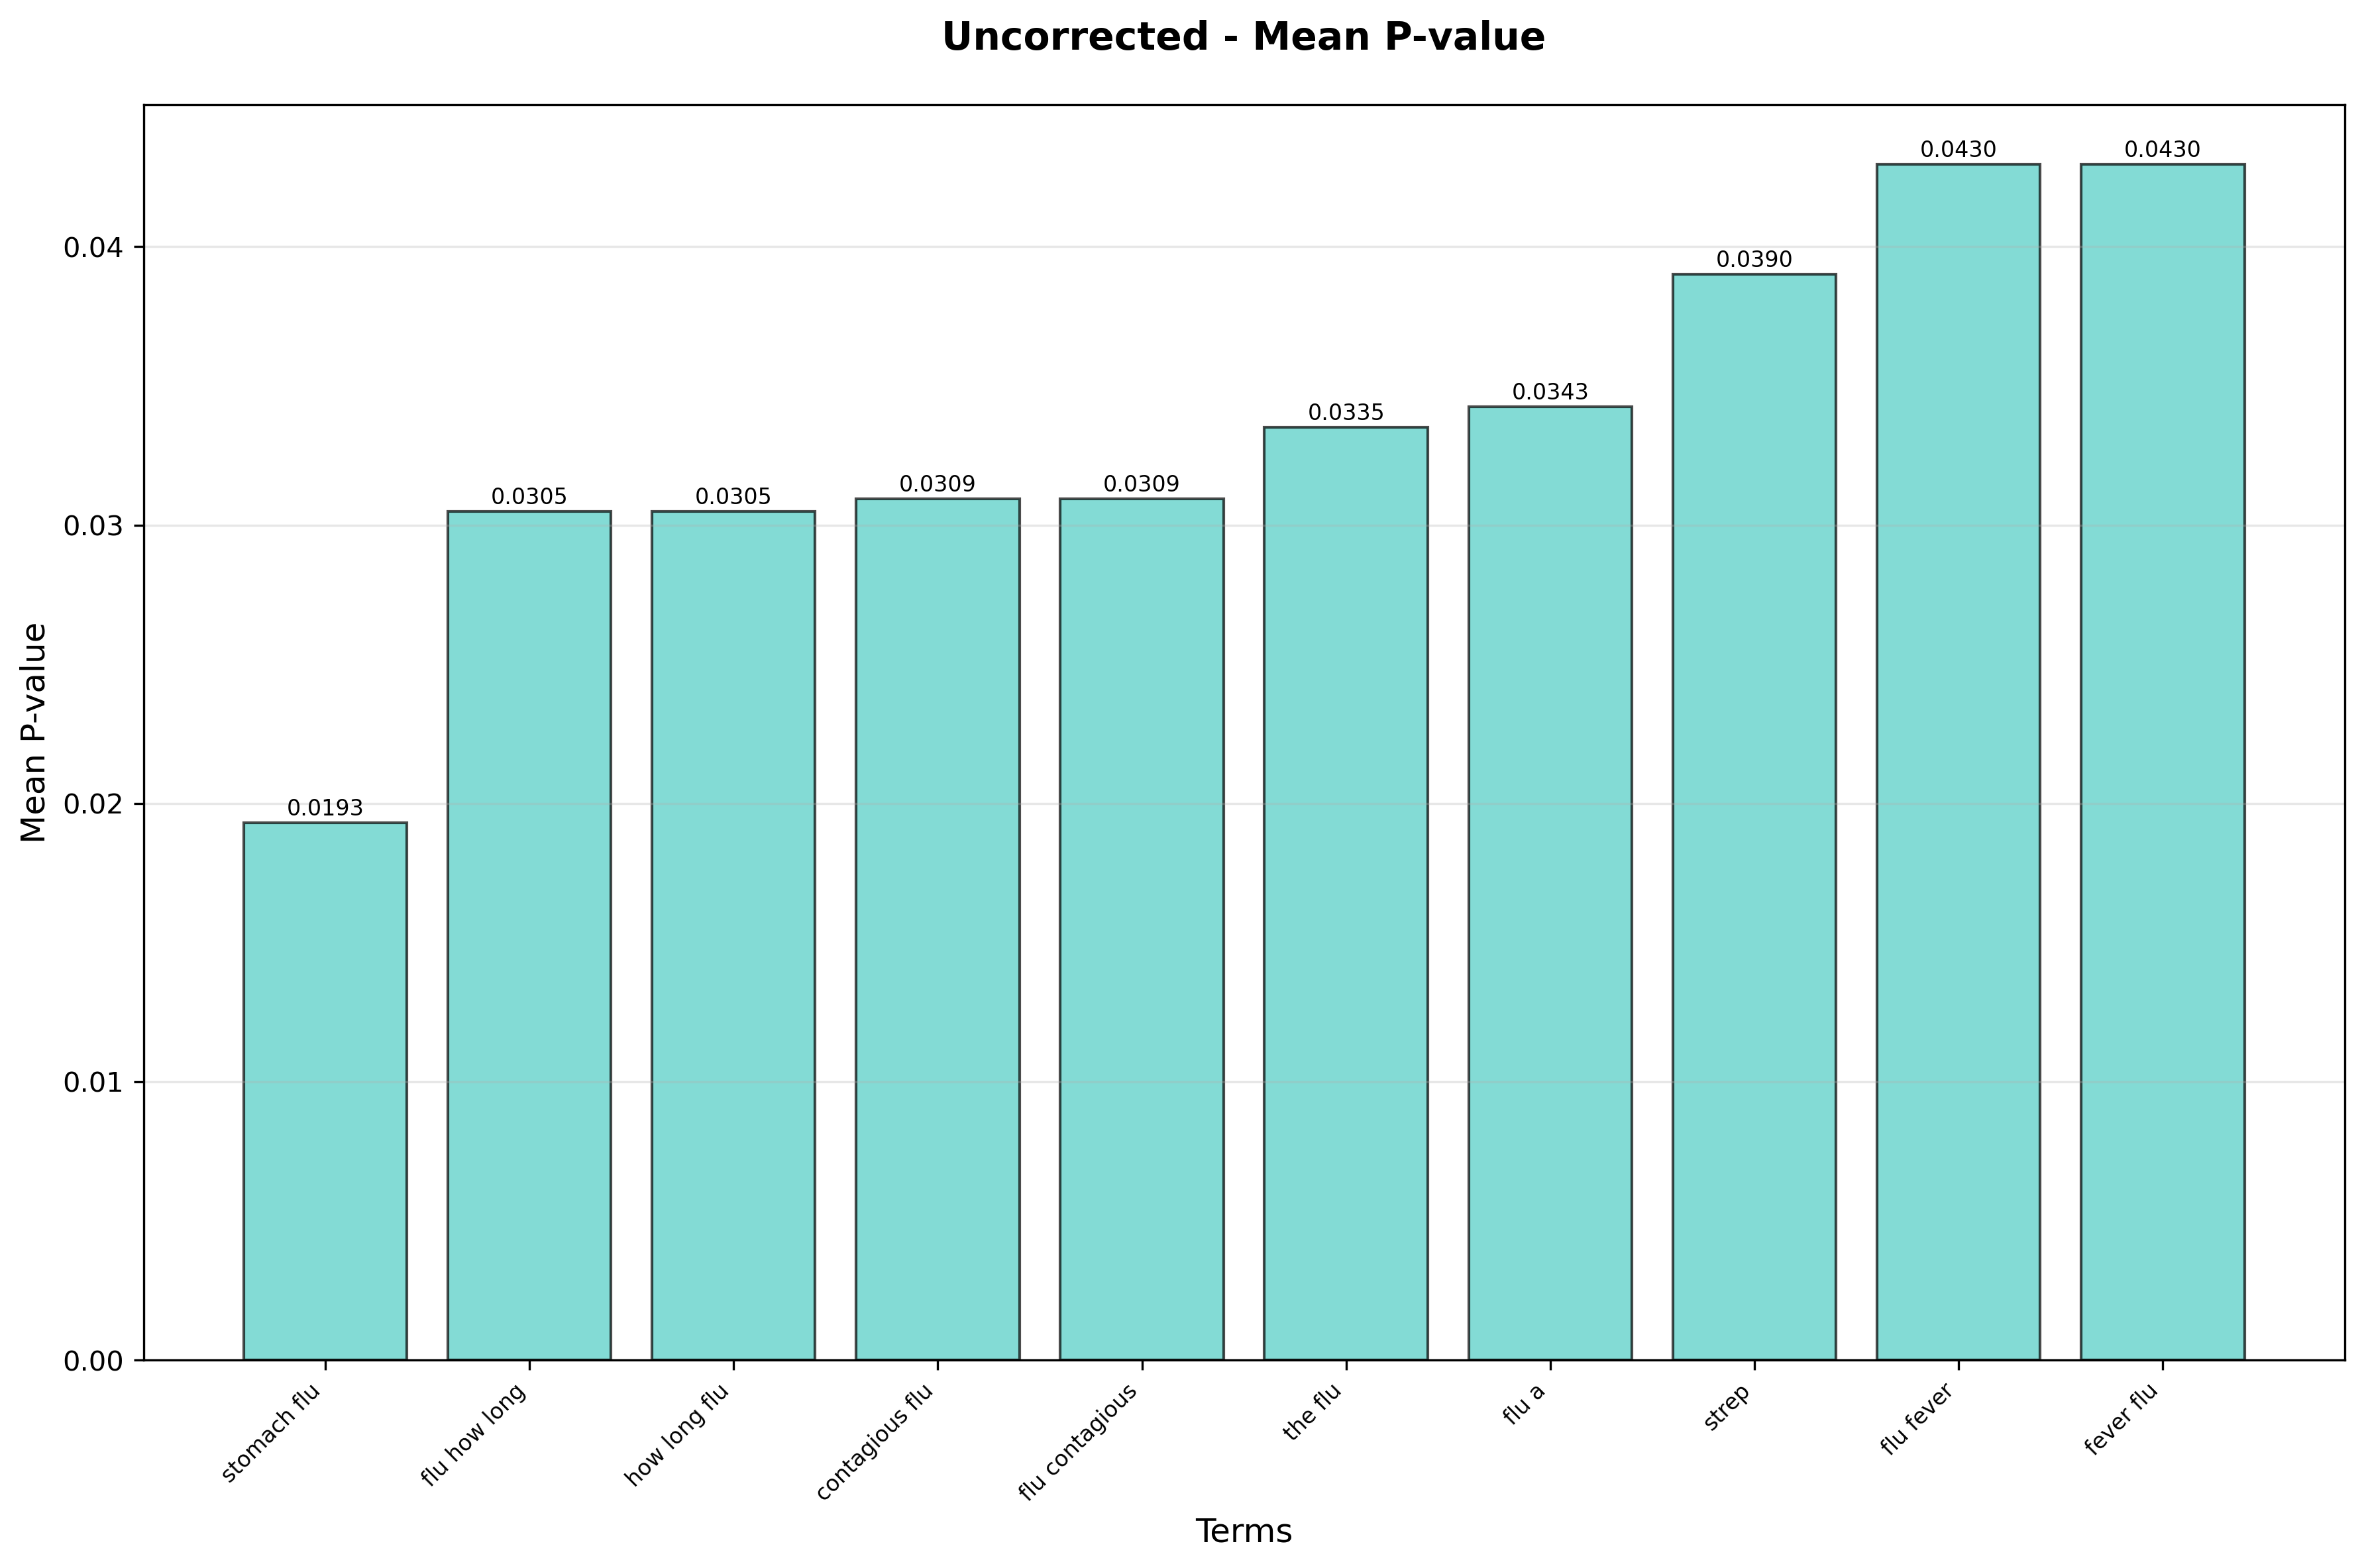 Uncorrected - Mean P-value
Mean P-value
0.04
0.03
0.02
0.01
0.00
0.0193
0.0305
0.0305
0.0309
0.0309
0.0335
0.0343
0.0390
0.0430
0.0430
stomach flu
flu how long
how long flu
contagious flu
flu contagious
the flu
flu a
strep
flu fever
fever flu
Terms